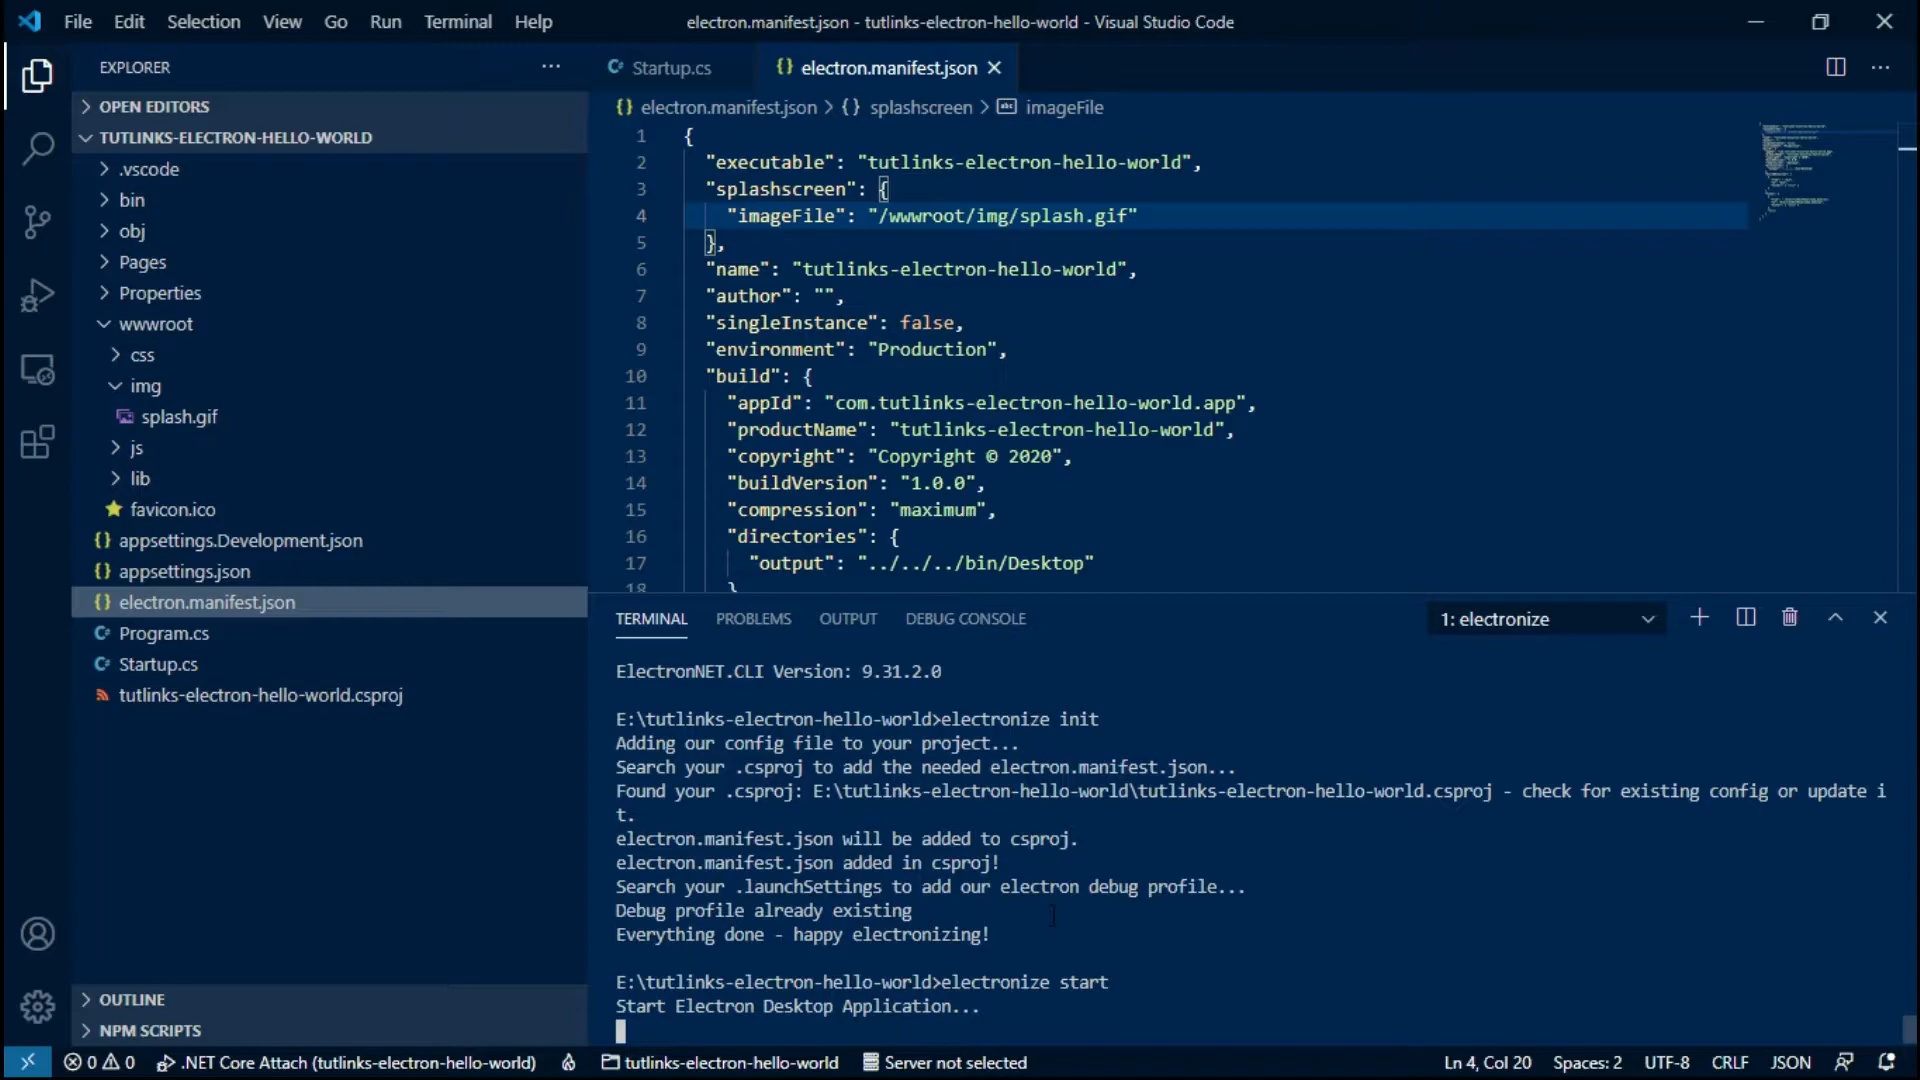 File Edit Selection View Go Run Terminal Help
electron.manifest.json - tutlinks-electron-hello-world - Visual Studio Code
EXPLORER
OPEN EDITORS
TUTLINKS-ELECTRON-HELLO-WORLD
.vscode
bin
obj
Pages
Properties
wwwroot
css
img
splash.gif
js
lib
favicon.ico
appsettings.Development.json
appsettings.json
electron.manifest.json
Program.cs
Startup.cs
tutlinks-electron-hello-world.csproj
OUTLINE
NPM SCRIPTS
Startup.cs
electron.manifest.json
electron.manifest.json > {} splashscreen > imageFile
1 {
2 "executable": "tutlinks-electron-hello-world",
3 "splashscreen": {
4 "imageFile": "/wwwroot/img/splash.gif"
5 },
6 "name": "tutlinks-electron-hello-world",
7 "author": "",
8 "singleInstance": false,
9 "environment": "Production",
10 "build": {
11 "appId": "com.tutlinks-electron-hello-world.app",
12 "productName": "tutlinks-electron-hello-world",
13 "copyright": "Copyright © 2020",
14 "buildVersion": "1.0.0",
15 "compression": "maximum",
16 "directories": {
17 "output": "../../../bin/Desktop"
18 }
TERMINAL PROBLEMS OUTPUT DEBUG CONSOLE
1: electronize
ElectronNET.CLI Version: 9.31.2.0
E:\tutlinks-electron-hello-world>electronize init
Adding our config file to your project...
Search your .csproj to add the needed electron.manifest.json...
Found your .csproj: E:\tutlinks-electron-hello-world\tutlinks-electron-hello-world.csproj - check for existing config or update i
t.
electron.manifest.json will be added to csproj.
electron.manifest.json added in csproj!
Search your .launchSettings to add our electron debug profile...
Debug profile already existing
Everything done - happy electronizing!
E:\tutlinks-electron-hello-world>electronize start
Start Electron Desktop Application...
0 0 .NET Core Attach (tutlinks-electron-hello-world) tutlinks-electron-hello-world Server not selected
Ln 4, Col 20 Spaces: 2 UTF-8 CRLF JSON